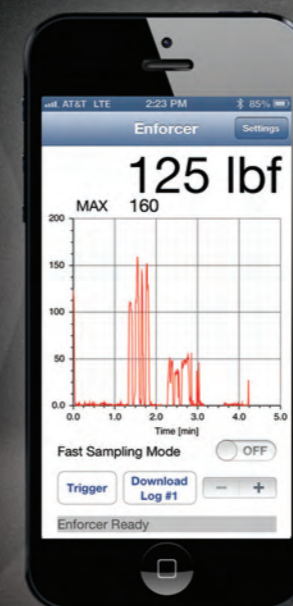 AT&T LTE 2:23 PM 85%
Enforcer Settings
125 lbf
MAX 160
200
150
100
50
0.0
0.0 1.0 2.0 3.0 4.0 5.0
Time [min]
Fast Sampling Mode OFF
Trigger Download Log #1 − +
Enforcer Ready